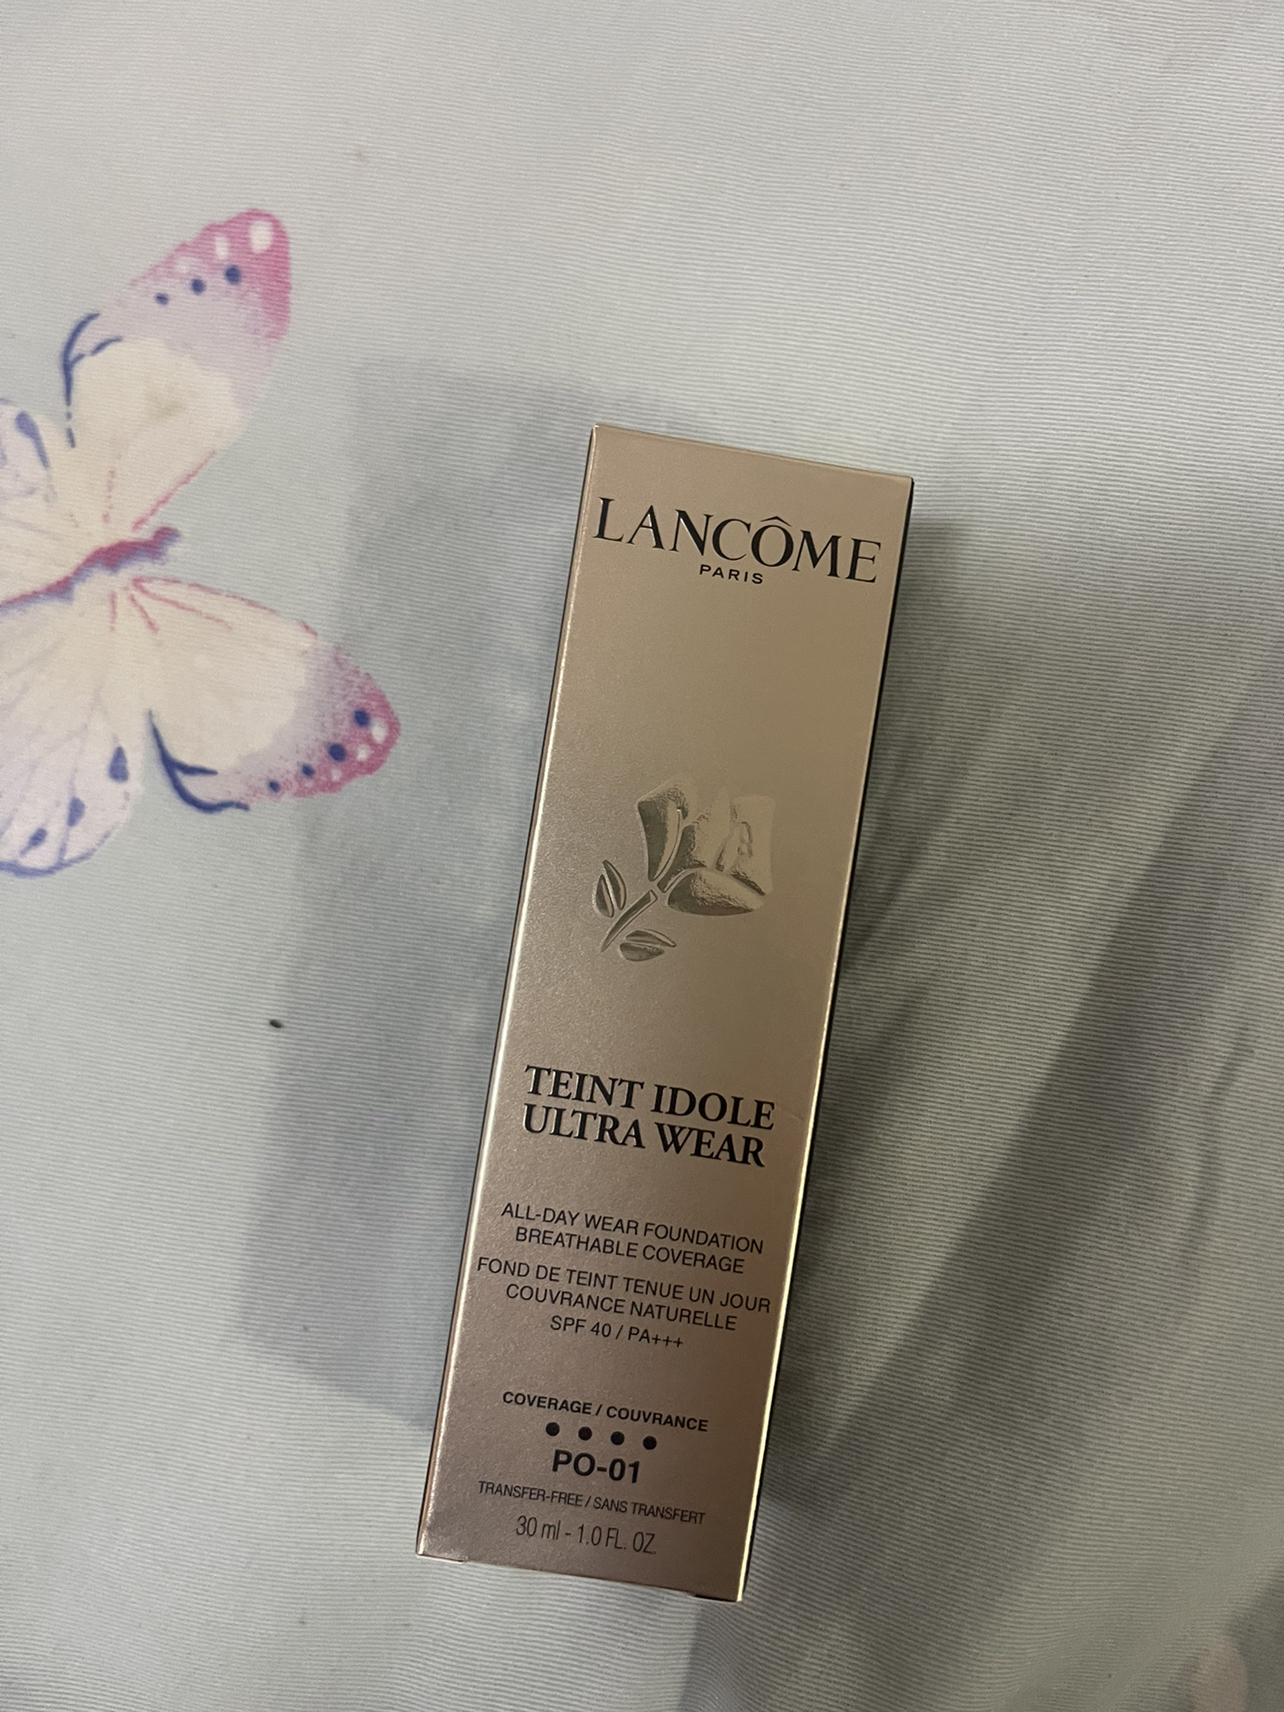 LANCÔME
PARIS
TEINT IDOLE
ULTRA WEAR
ALL-DAY WEAR FOUNDATION
BREATHABLE COVERAGE
FOND DE TEINT TENUE UN JOUR
COUVRANCE NATURELLE
SPF 40 / PA+++
COVERAGE / COUVRANCE
PO-01
TRANSFER-FREE / SANS TRANSFERT
30 ml - 1.0 FL. OZ.